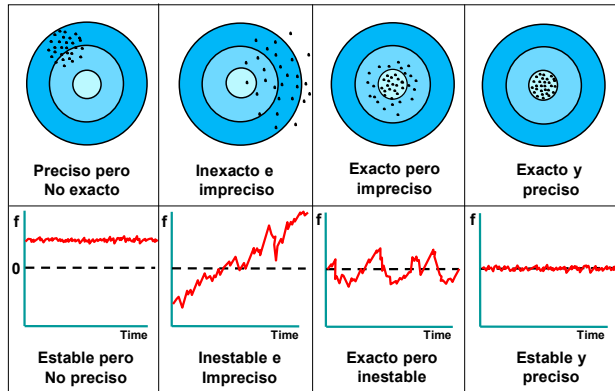 Preciso pero
No exacto
Inexacto e
impreciso
Exacto pero
impreciso
Exacto y
preciso
f
0
Time
Estable pero
No preciso
f
Time
Inestable e
Impreciso
f
Time
Exacto pero
inestable
f
Time
Estable y
preciso